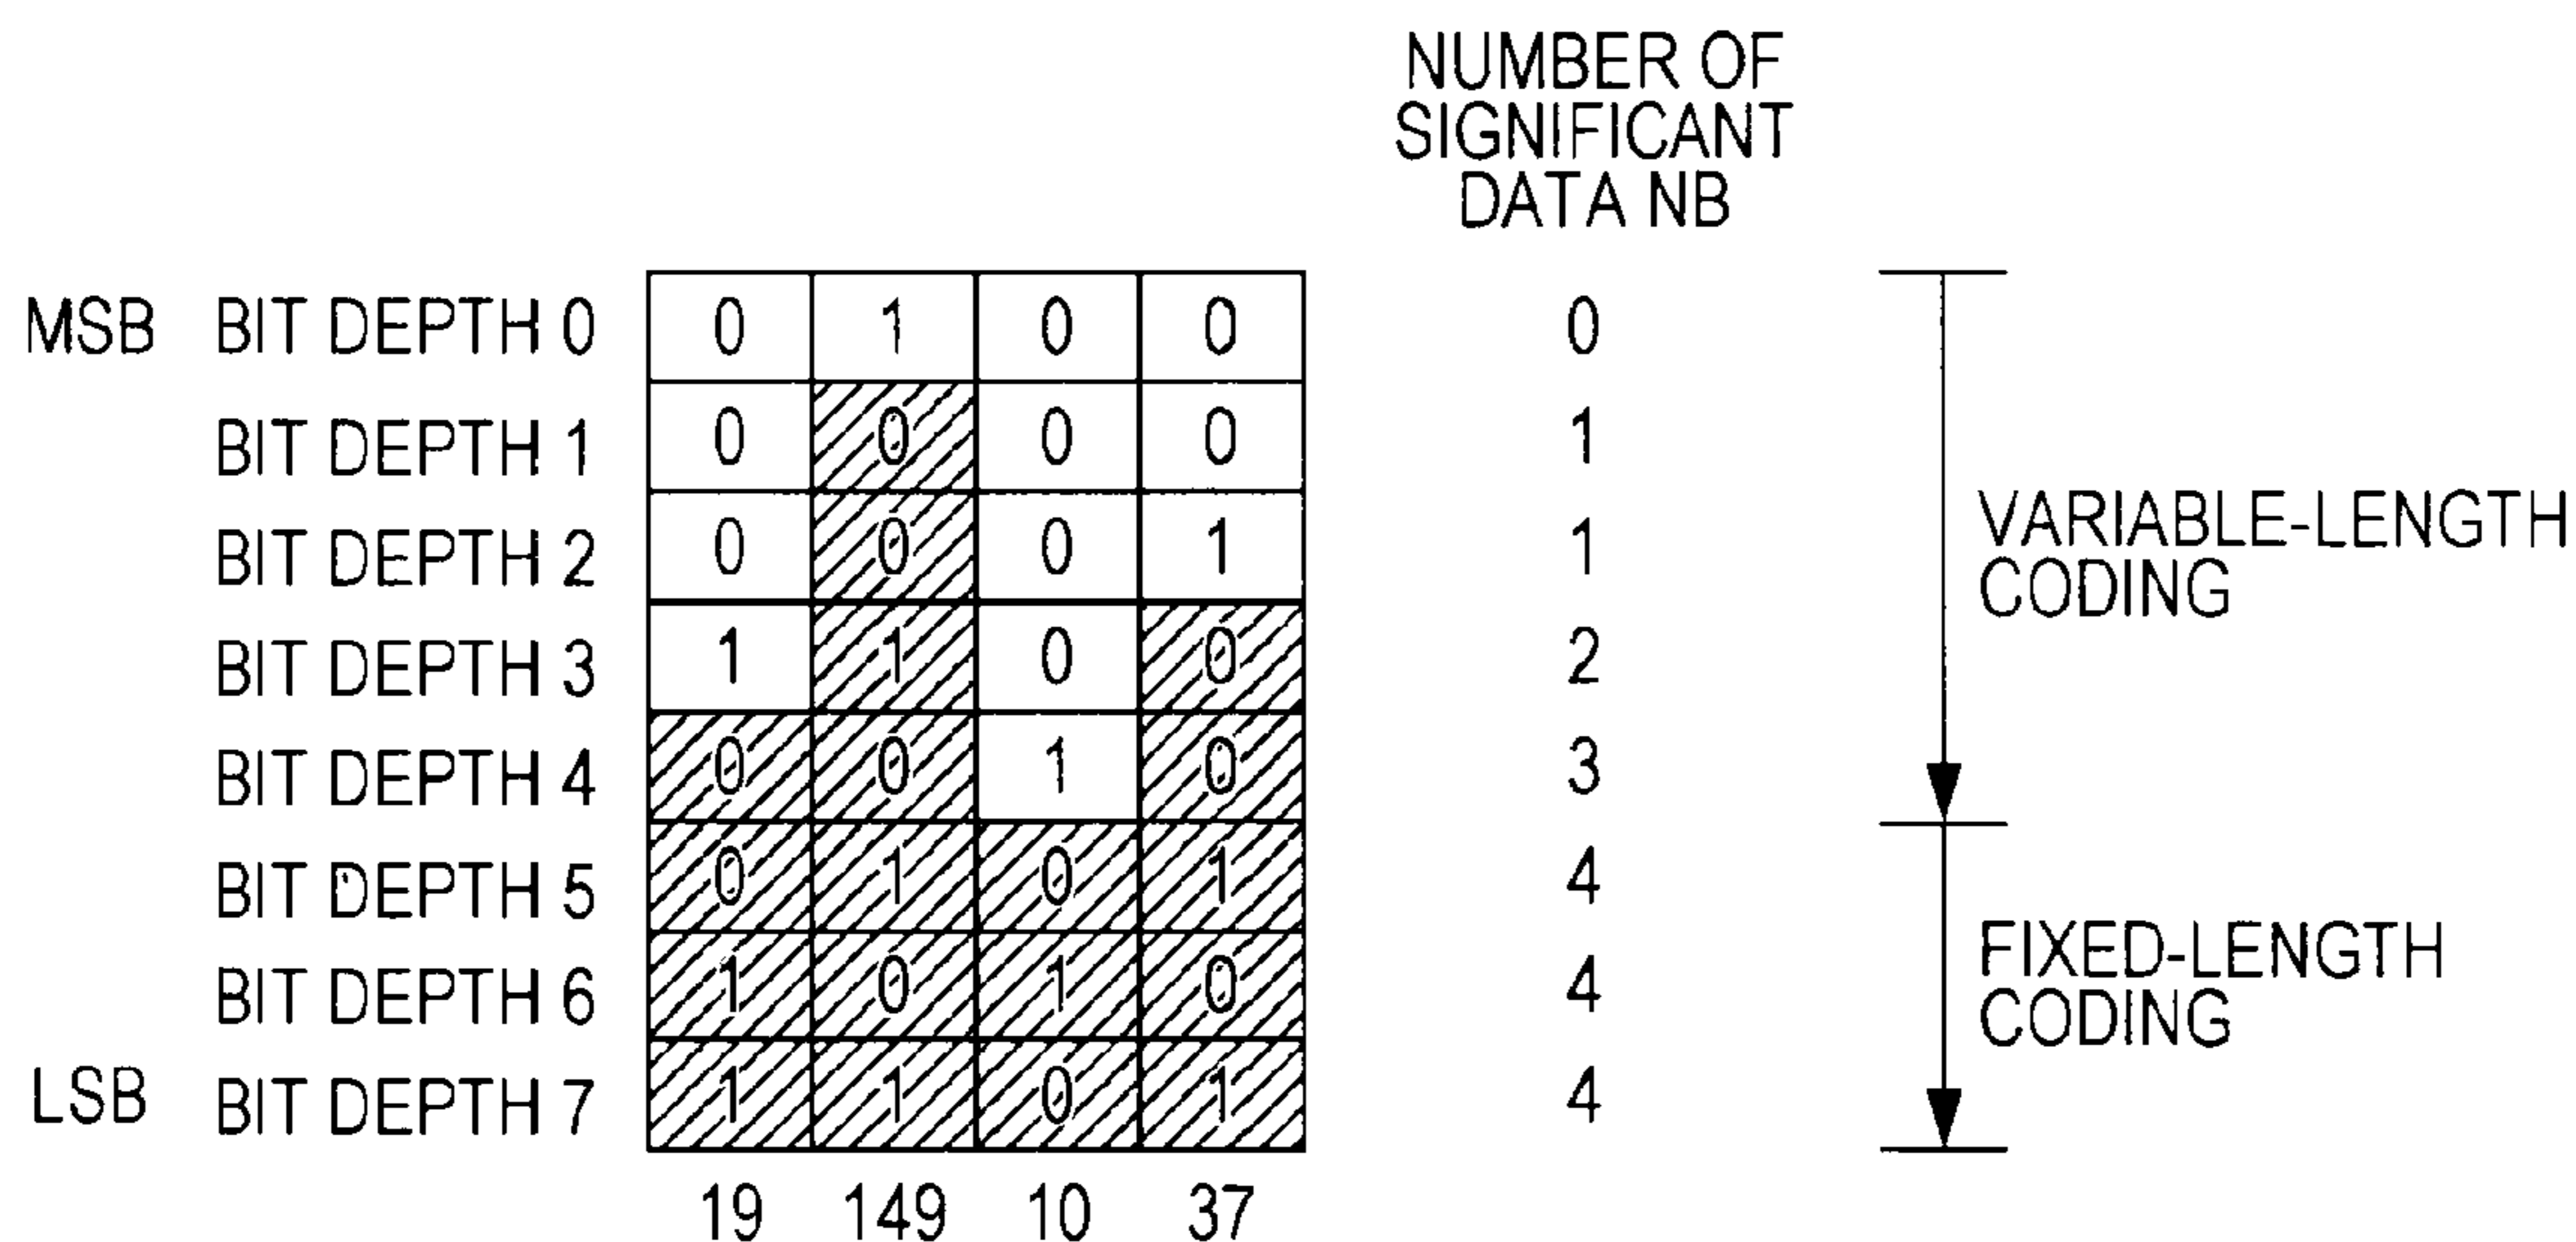 NUMBER OF
SIGNIFICANT
DATA NB
MSB BIT DEPTH 0 0 1 0 0 0
BIT DEPTH 1 0 0 0 0 1
BIT DEPTH 2 0 0 0 1 1
BIT DEPTH 3 1 1 0 0 2
BIT DEPTH 4 0 0 1 0 3
BIT DEPTH 5 0 1 0 1 4
BIT DEPTH 6 1 0 1 0 4
LSB BIT DEPTH 7 1 1 0 1 4
19 149 10 37
VARIABLE-LENGTH
CODING
FIXED-LENGTH
CODING